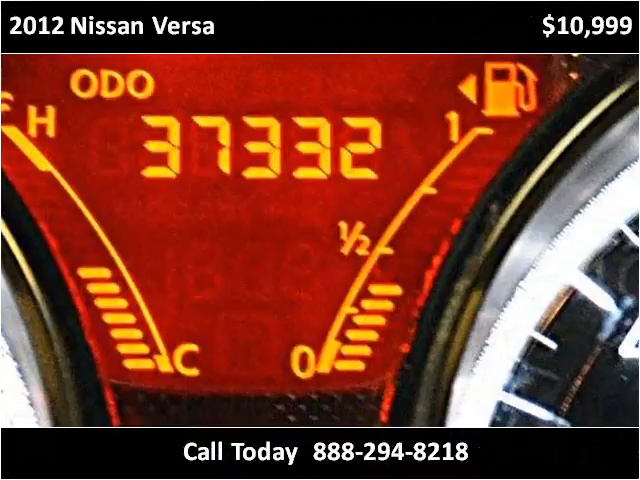 2012 Nissan Versa $10,999
ODO
H 37332 1
½
C 0
Call Today 888-294-8218